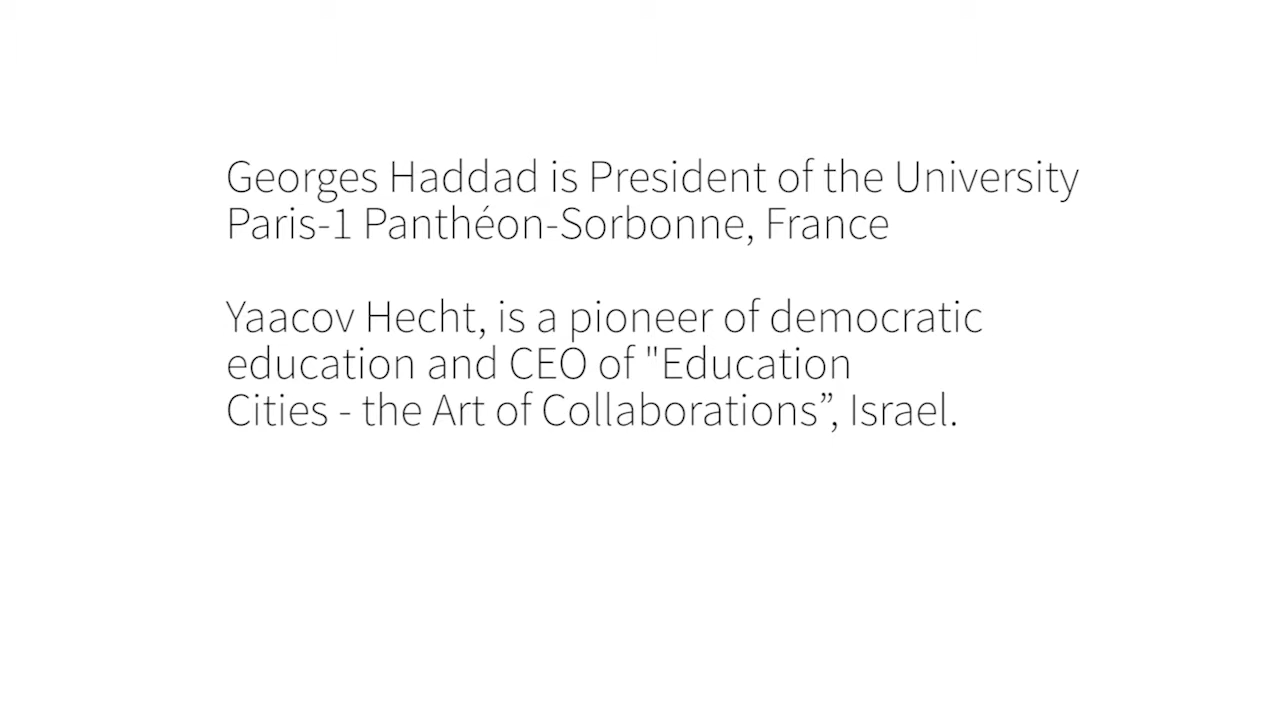 Georges Haddad is President of the University
Paris-1 Panthéon-Sorbonne, France
Yaacov Hecht, is a pioneer of democratic
education and CEO of "Education
Cities - the Art of Collaborations”, Israel.